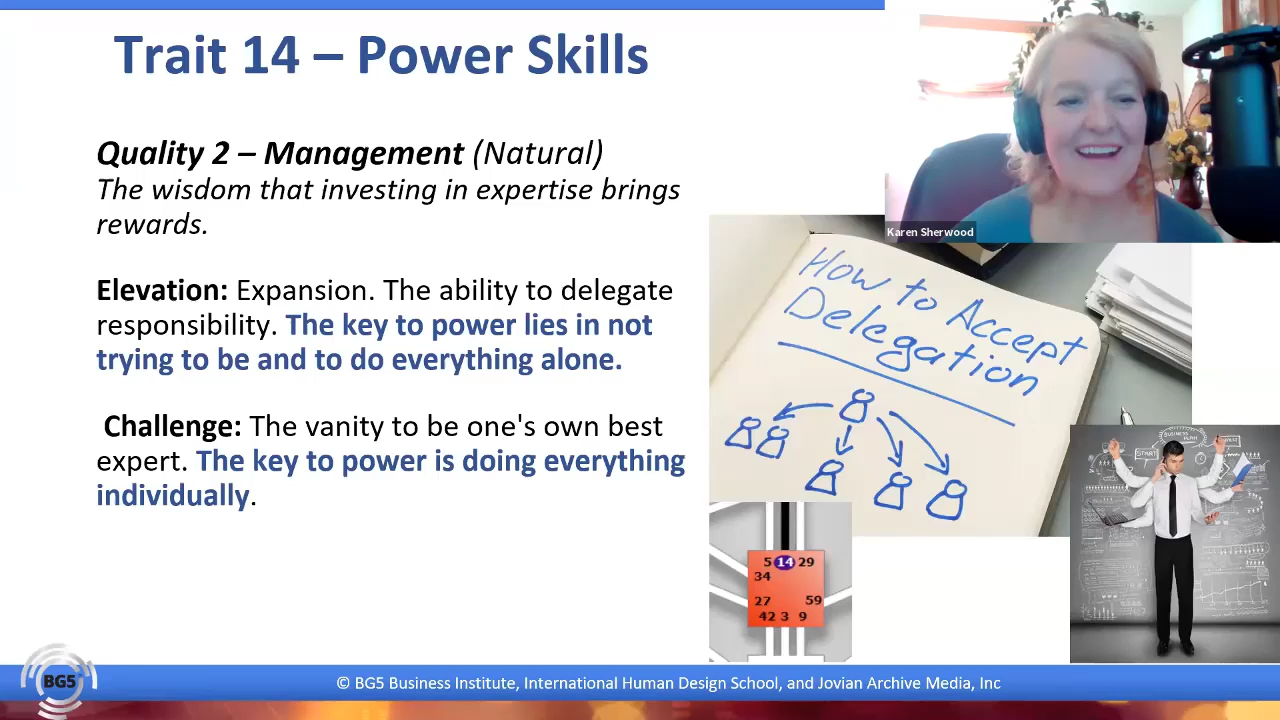 Trait 14 – Power Skills
Quality 2 – Management (Natural)
The wisdom that investing in expertise brings
rewards.
Elevation: Expansion. The ability to delegate
responsibility. The key to power lies in not
trying to be and to do everything alone.
Challenge: The vanity to be one's own best
expert. The key to power is doing everything
individually.
Karen Sherwood
How to Accept
Delegation
5 14 29
34
27 59
42 3 9
BUSINESS PLAN
START
BG5
© BG5 Business Institute, International Human Design School, and Jovian Archive Media, Inc